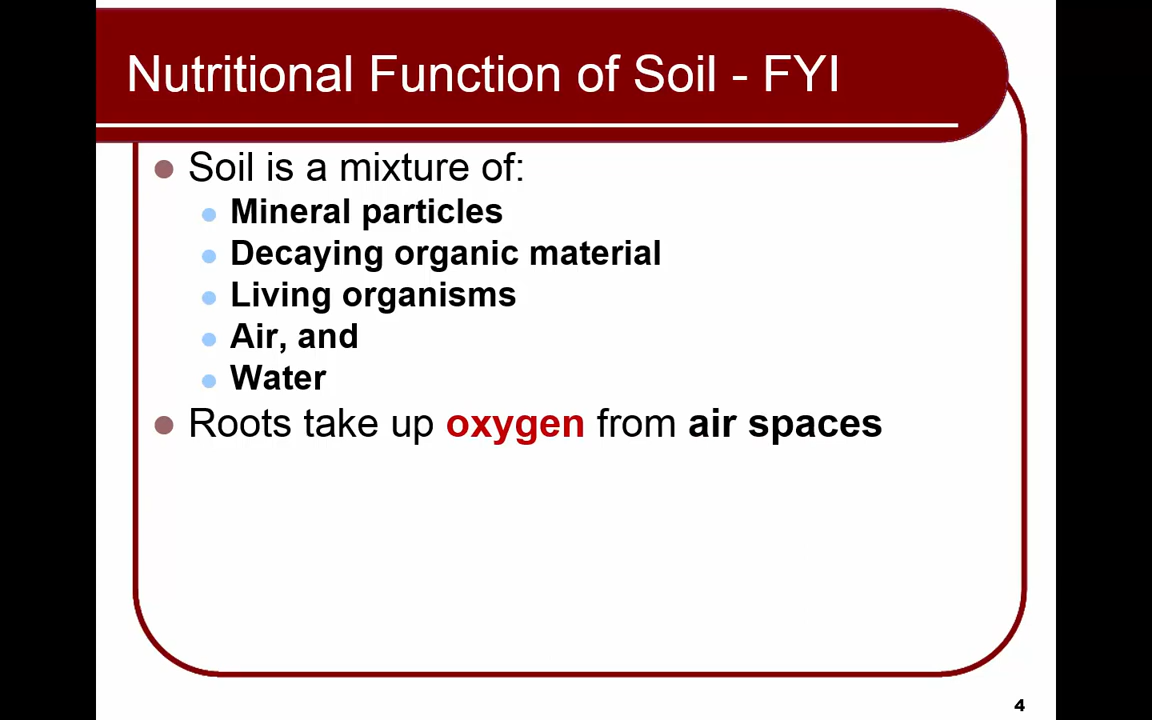 Nutritional Function of Soil - FYI
Soil is a mixture of:
Mineral particles
Decaying organic material
Living organisms
Air, and
Water
Roots take up oxygen from air spaces
4